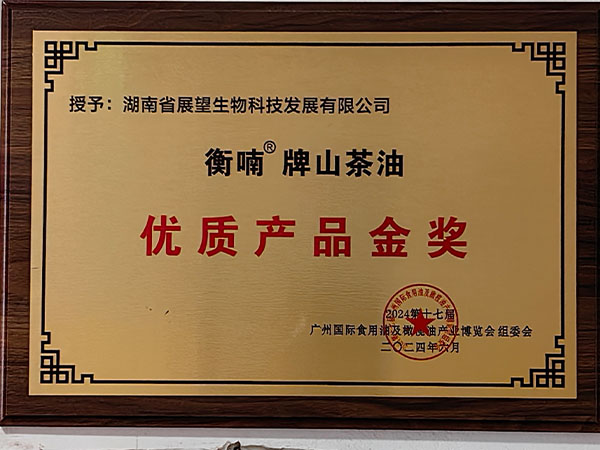 授予：湖南省展望生物科技发展有限公司
衡喃®牌山茶油
优质产品金奖
2024第十七届
广州国际食用油及橄榄油产业博览会组委会
二〇二四年六月